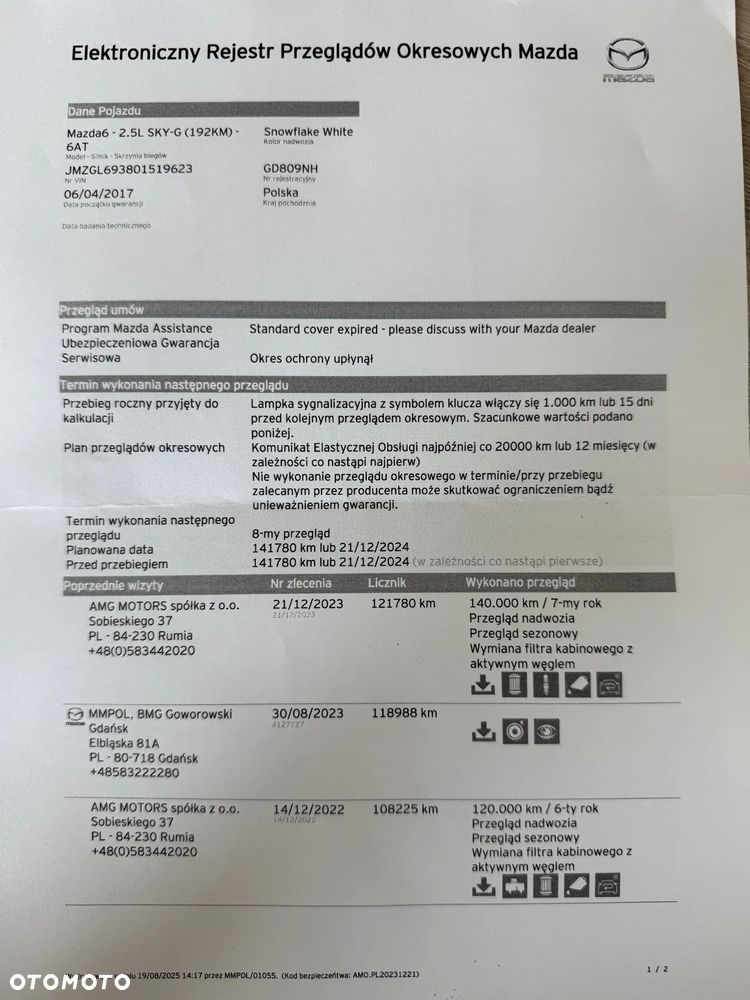 Elektroniczny Rejestr Przeglądów Okresowych Mazda
mazda
Dane Pojazdu
Mazda6 - 2.5L SKY-G (192KM) - 6AT
Model - Silnik - Skrzynia biegów
Snowflake White
Kolor nadwozia
JMZGL693801519623
Nr VIN
GD809NH
Nr rejestracyjny
06/04/2017
Data początku gwarancji
Polska
Kraj pochodzenia
Data badania technicznego
Przegląd umów
Program Mazda Assistance Standard cover expired - please discuss with your Mazda dealer
Ubezpieczeniowa Gwarancja
Serwisowa Okres ochrony upłynął
Termin wykonania następnego przeglądu
Przebieg roczny przyjęty do kalkulacji
Lampka sygnalizacyjna z symbolem klucza włączy się 1.000 km lub 15 dni
przed kolejnym przeglądem okresowym. Szacunkowe wartości podano
poniżej.
Plan przeglądów okresowych
Komunikat Elastycznej Obsługi najpóźniej co 20000 km lub 12 miesięcy (w
zależności co nastąpi najpierw)
Nie wykonanie przeglądu okresowego w terminie/przy przebiegu
zalecanym przez producenta może skutkować ograniczeniem bądź
unieważnieniem gwarancji.
Termin wykonania następnego
przeglądu 8-my przegląd
Planowana data 141780 km lub 21/12/2024
Przed przebiegiem 141780 km lub 21/12/2024 (w zależności co nastąpi pierwsze)
Poprzednie wizyty Nr zlecenia Licznik Wykonano przegląd
AMG MOTORS spółka z o.o. 21/12/2023 121780 km 140.000 km / 7-my rok
Sobieskiego 37 21/12/2023 Przegląd nadwozia
PL - 84-230 Rumia Przegląd sezonowy
+48(0)583442020 Wymiana filtra kabinowego z
aktywnym węglem
mazda
MMPOL, BMG Goworowski 30/08/2023 118988 km
Gdańsk 4127727
Elbląska 81A
PL - 80-718 Gdańsk
+48583222280
AMG MOTORS spółka z o.o. 14/12/2022 108225 km 120.000 km / 6-ty rok
Sobieskiego 37 14/12/2022 Przegląd nadwozia
PL - 84-230 Rumia Przegląd sezonowy
+48(0)583442020 Wymiana filtra kabinowego z
aktywnym węglem
19/08/2025 14:17 przez MMPOL/01055. (Kod bezpieczeństwa: AMO.PL20231221)
1 / 2
OTOMOTO